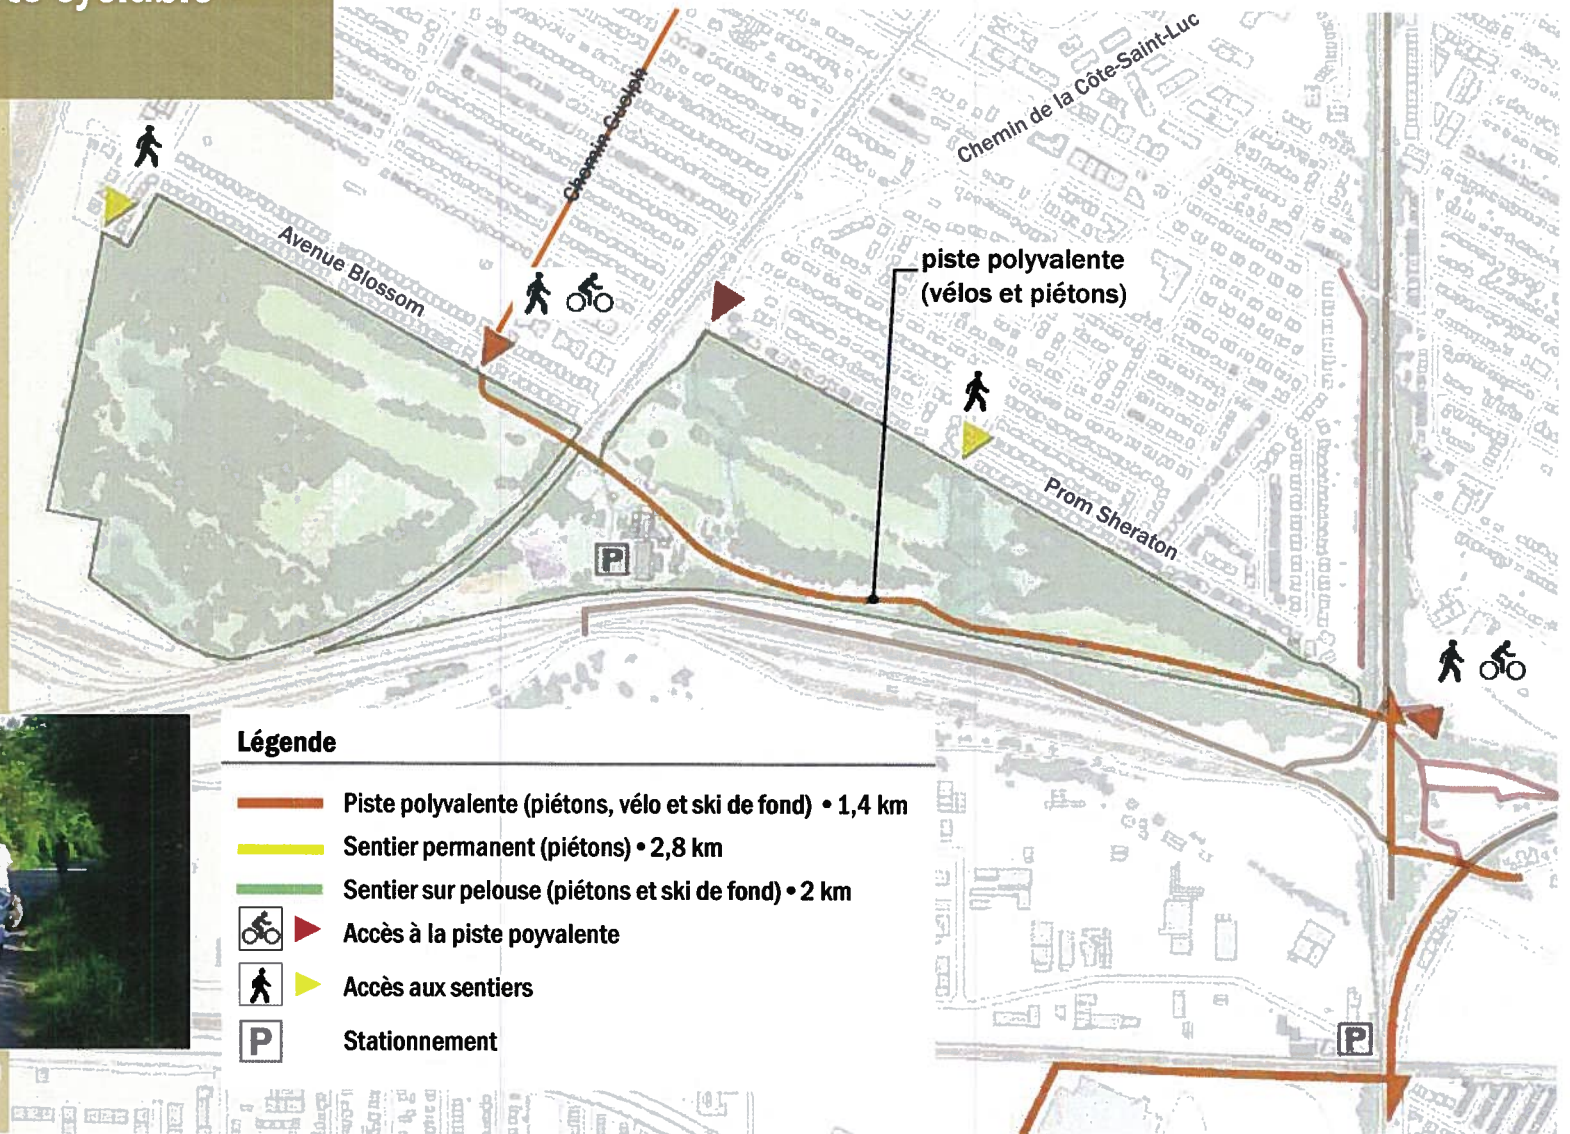 Chemin Guelph
Chemin de la Côte-Saint-Luc
Avenue Blossom
piste polyvalente
(vélos et piétons)
Prom Sheraton
P
Légende
Piste polyvalente (piétons, vélo et ski de fond) • 1,4 km
Sentier permanent (piétons) • 2,8 km
Sentier sur pelouse (piétons et ski de fond) • 2 km
Accès à la piste poyvalente
Accès aux sentiers
P Stationnement
P